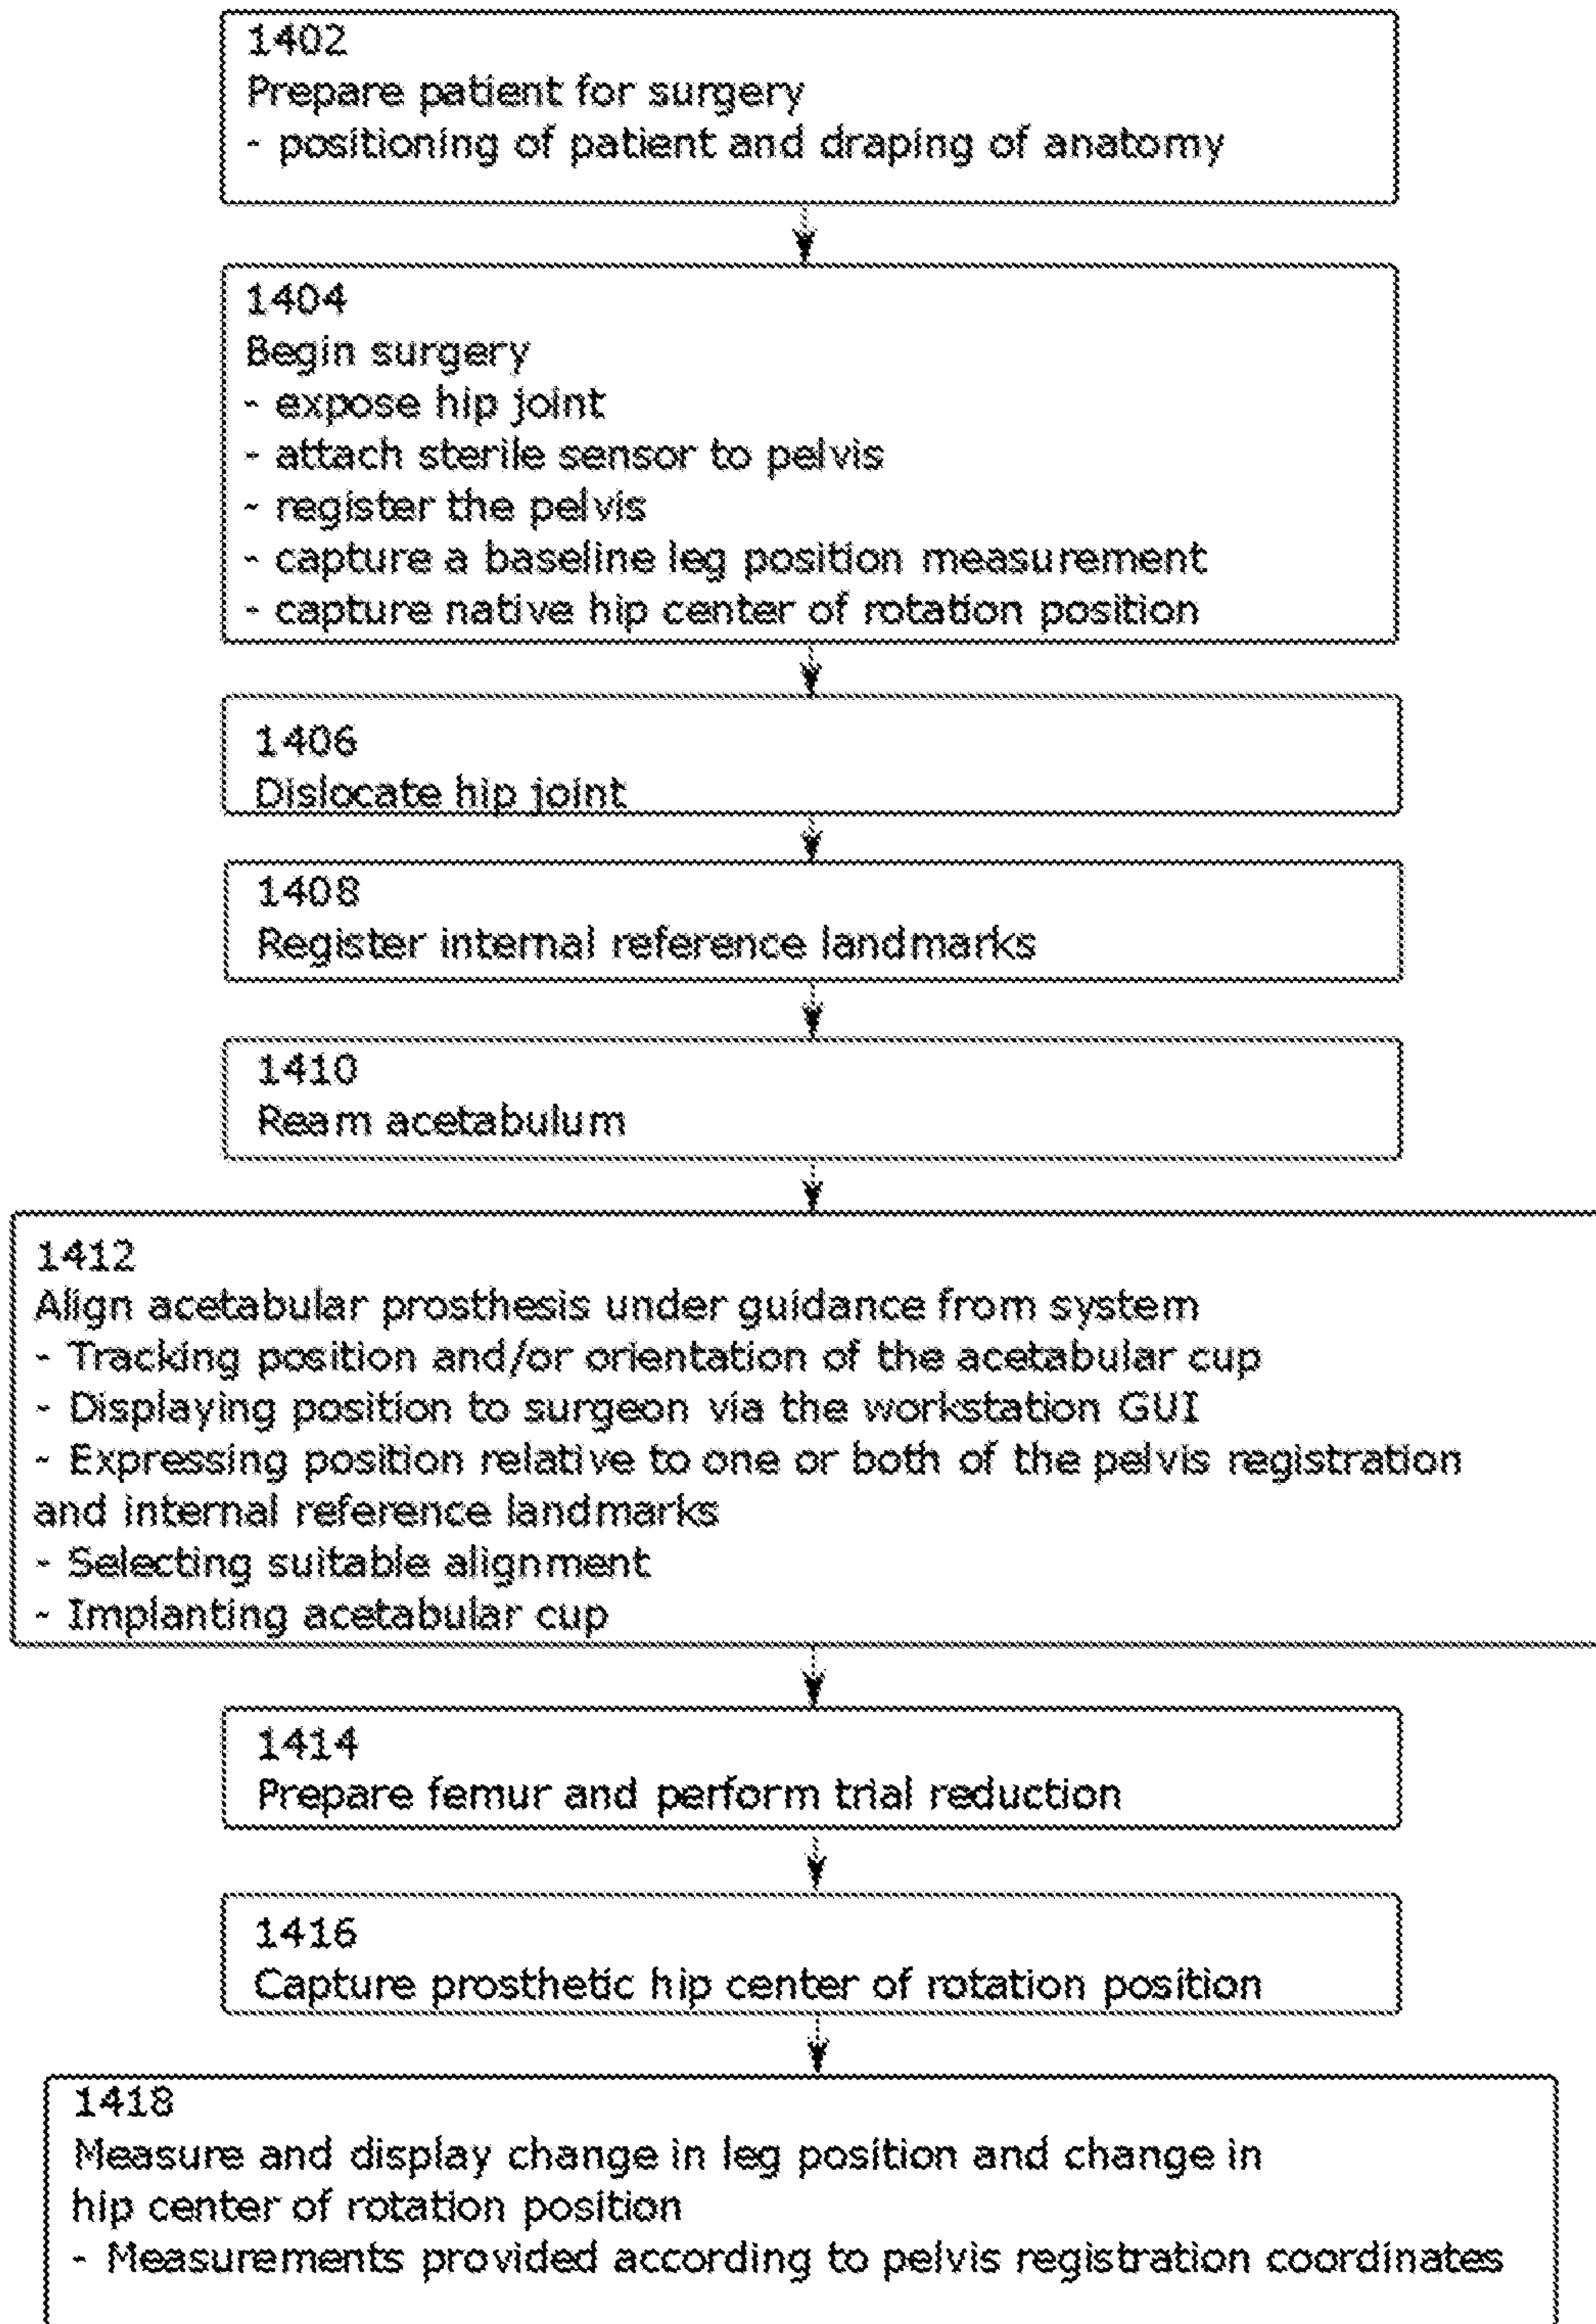 1402
Prepare patient for surgery
- positioning of patient and draping of anatomy
1404
Begin surgery
- expose hip joint
- attach sterile sensor to pelvis
- register the pelvis
- capture a baseline leg position measurement
- capture native hip center of rotation position
1406
Dislocate hip joint
1408
Register internal reference landmarks
1410
Ream acetabulum
1412
Align acetabular prosthesis under guidance from system
- Tracking position and/or orientation of the acetabular cup
- Displaying position to surgeon via the workstation GUI
- Expressing position relative to one or both of the pelvis registration
and internal reference landmarks
- Selecting suitable alignment
- Implanting acetabular cup
1414
Prepare femur and perform trial reduction
1416
Capture prosthetic hip center of rotation position
1418
Measure and display change in leg position and change in
hip center of rotation position
- Measurements provided according to pelvis registration coordinates